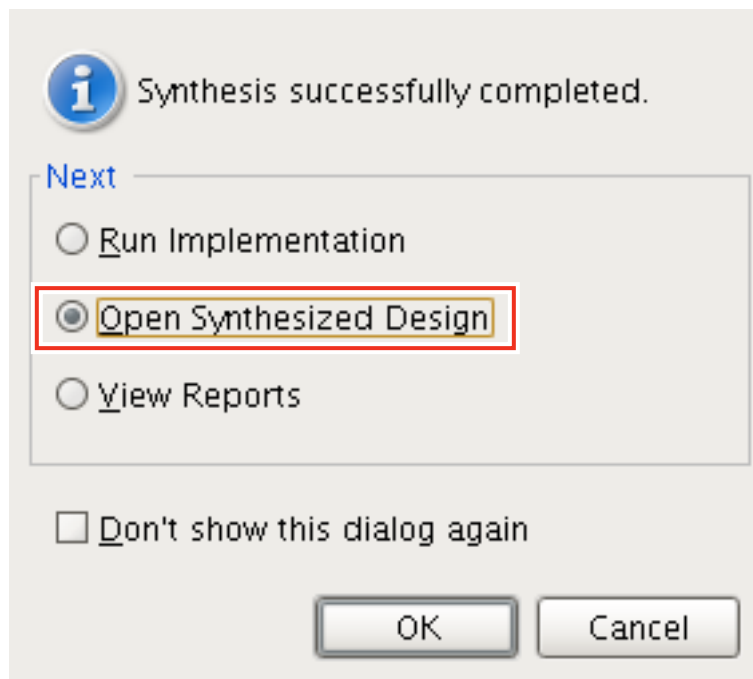 Synthesis successfully completed.
Next
Run Implementation
Open Synthesized Design
View Reports
Don't show this dialog again
OK
Cancel